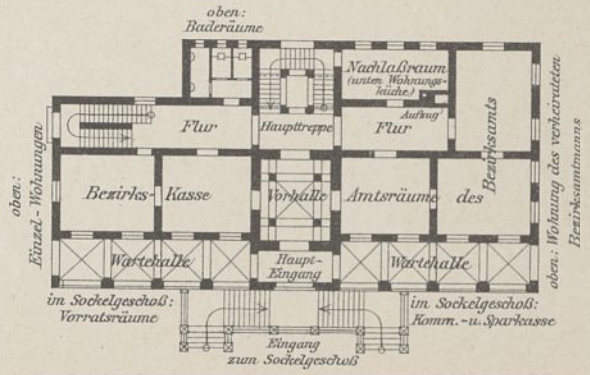 oben:
Baderäume
Nachlaßraum
(unten Wohnungs-
küche)
Aufzug
Flur
Haupttreppe
Flur
Bezirksamts
oben:
Einzel-Wohnungen
oben: Wohnung des verheirateten
Bezirksamtmanns
Bezirks-Kasse
Vorhalle
Amtsräume des
Wartehalle
Haupt-
Eingang
Wartehalle
im Sockelgeschoß:
Vorratsräume
im Sockelgeschoß:
Komm.-u. Sparkasse
Eingang
zum Sockelgeschoß